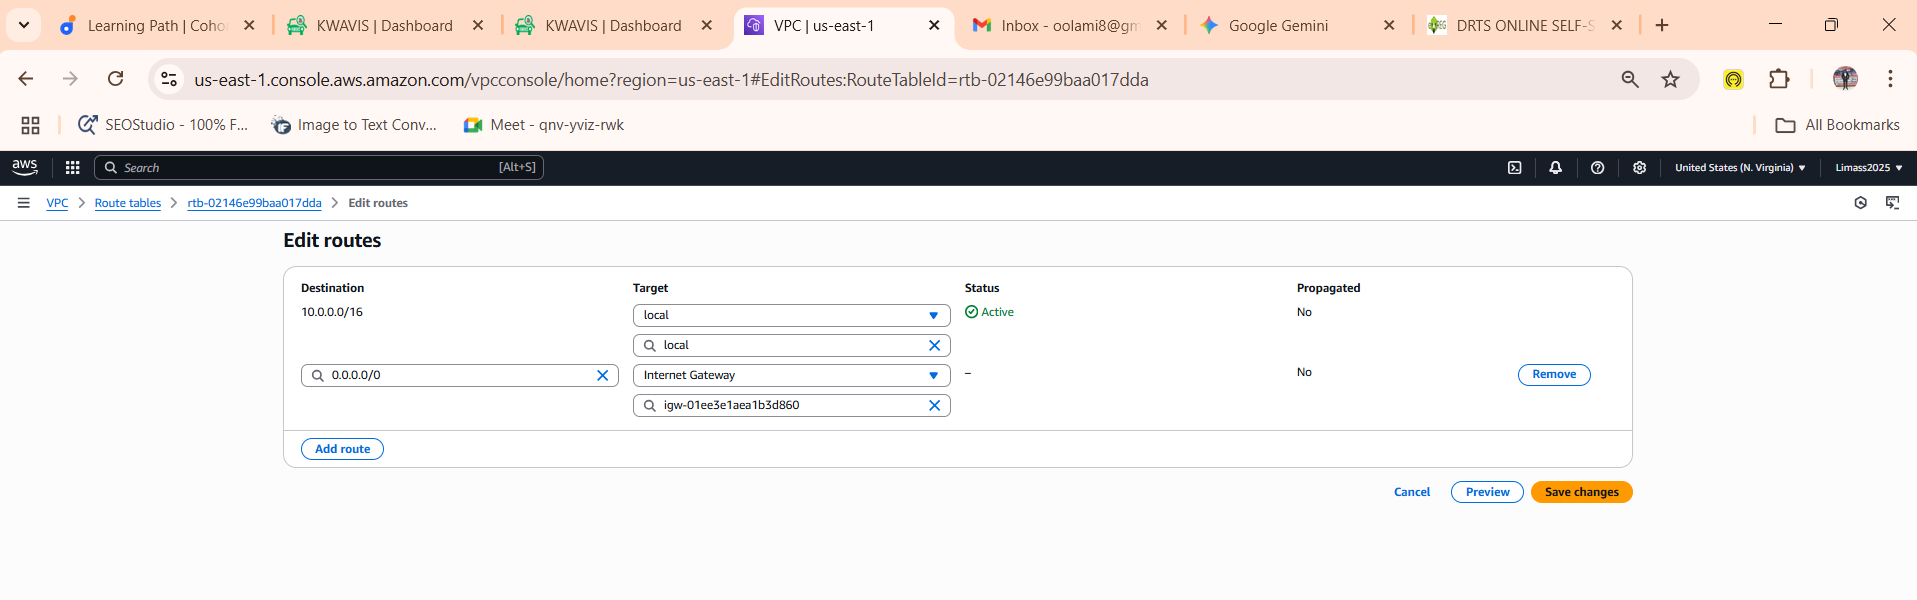 Learning Path | Coho
KWAVIS | Dashboard
KWAVIS | Dashboard
VPC | us-east-1
Inbox - oolami8@gm
Google Gemini
DRTS ONLINE SELF-S
us-east-1.console.aws.amazon.com/vpcconsole/home?region=us-east-1#EditRoutes:RouteTableId=rtb-02146e99baa017dda
SEOStudio - 100% F...
Image to Text Conv...
Meet - qnv-yviz-rwk
All Bookmarks
aws
Search
[Alt+S]
United States (N. Virginia)
Limass2025
VPC
Route tables
rtb-02146e99baa017dda
Edit routes
Edit routes
Destination Target Status Propagated
10.0.0.0/16 local Active No
local
0.0.0.0/0 Internet Gateway – No Remove
igw-01ee3e1aea1b3d860
Add route
Cancel Preview Save changes